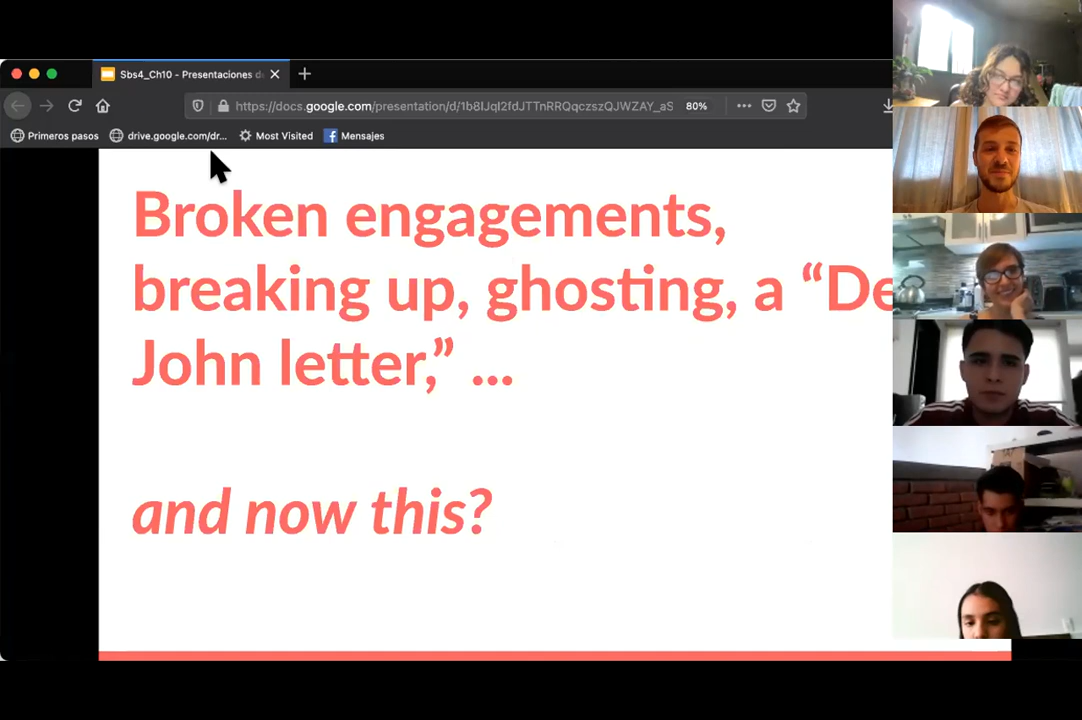 Sbs4_Ch10 - Presentaciones de
https://docs.google.com/presentation/d/
80%
Primeros pasos
drive.google.com/dr...
Most Visited
Mensajes
Broken engagements,
breaking up, ghosting, a “De
John letter,” ...
and now this?